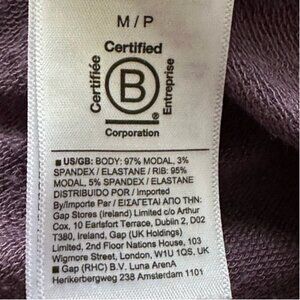 M / P
Certified
Certifiée
B
Entreprise
Corporation
■ US/GB: BODY: 97% MODAL, 3%
SPANDEX / ELASTANE / RIB: 95%
MODAL, 5% SPANDEX / ELASTANE
DISTRIBUIDO POR / Imported
By/Importe Par / ΕΙΣΑΓΕΤΑΙ ΑΠΟ ΤΗΝ:
Gap Stores (Ireland) Limited c/o Arthur
Cox, 10 Earlsfort Terrace, Dublin 2, D02
T380, Ireland, Gap (UK Holdings)
Limited, 2nd Floor Nations House, 103
Wigmore Street, London, W1U 1QS, UK
■ Gap (RHC) B.V. Luna ArenA
Herikerbergweg 238 Amsterdam 1101